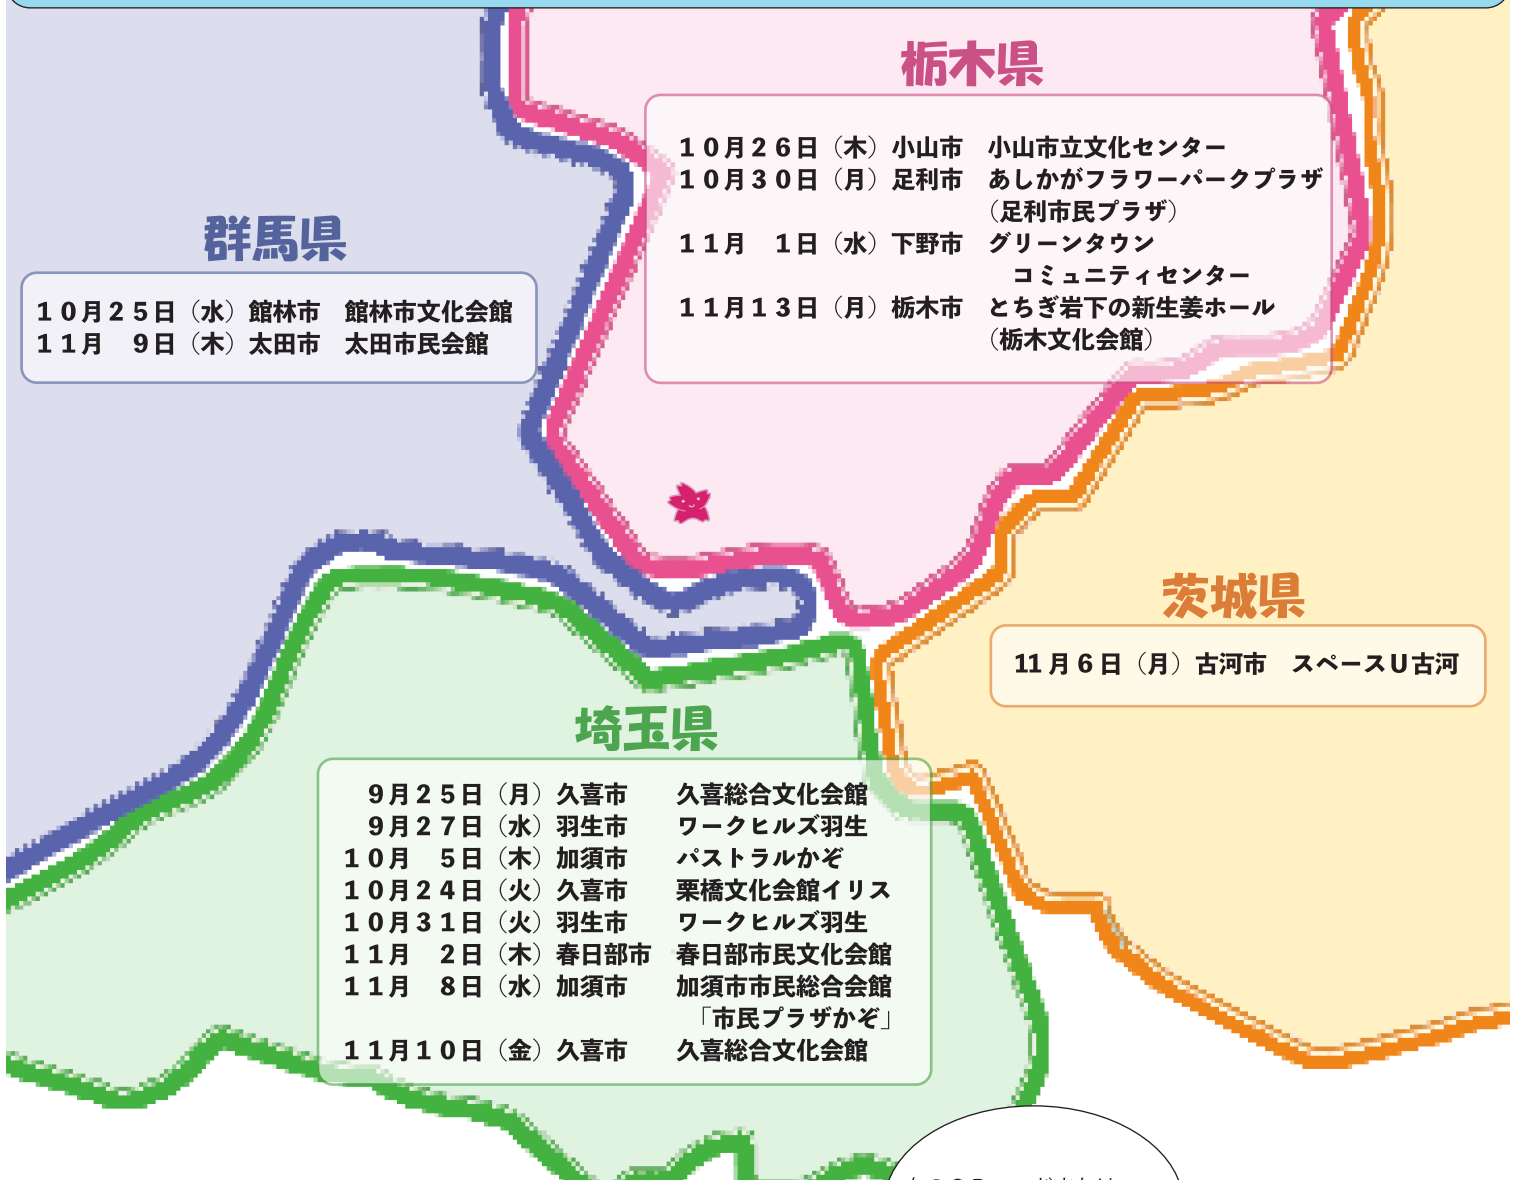 栃木県
１０月２６日（木）小山市　小山市立文化センター
１０月３０日（月）足利市　あしかがフラワーパークプラザ
（足利市民プラザ）
１１月　１日（水）下野市　グリーンタウン
コミュニティセンター
１１月１３日（月）栃木市　とちぎ岩下の新生姜ホール
（栃木文化会館）
群馬県
１０月２５日（水）館林市　館林市文化会館
１１月　９日（木）太田市　太田市民会館
茨城県
11月６日（月）古河市　スペースＵ古河
埼玉県
９月２５日（月）久喜市　久喜総合文化会館
９月２７日（水）羽生市　ワークヒルズ羽生
１０月　５日（木）加須市　パストラルかぞ
１０月２４日（火）久喜市　栗橋文化会館イリス
１０月３１日（火）羽生市　ワークヒルズ羽生
１１月　２日（木）春日部市　春日部市民文化会館
１１月　８日（水）加須市　加須市市民総合会館
「市民プラザかぞ」
１１月１０日（金）久喜市　久喜総合文化会館